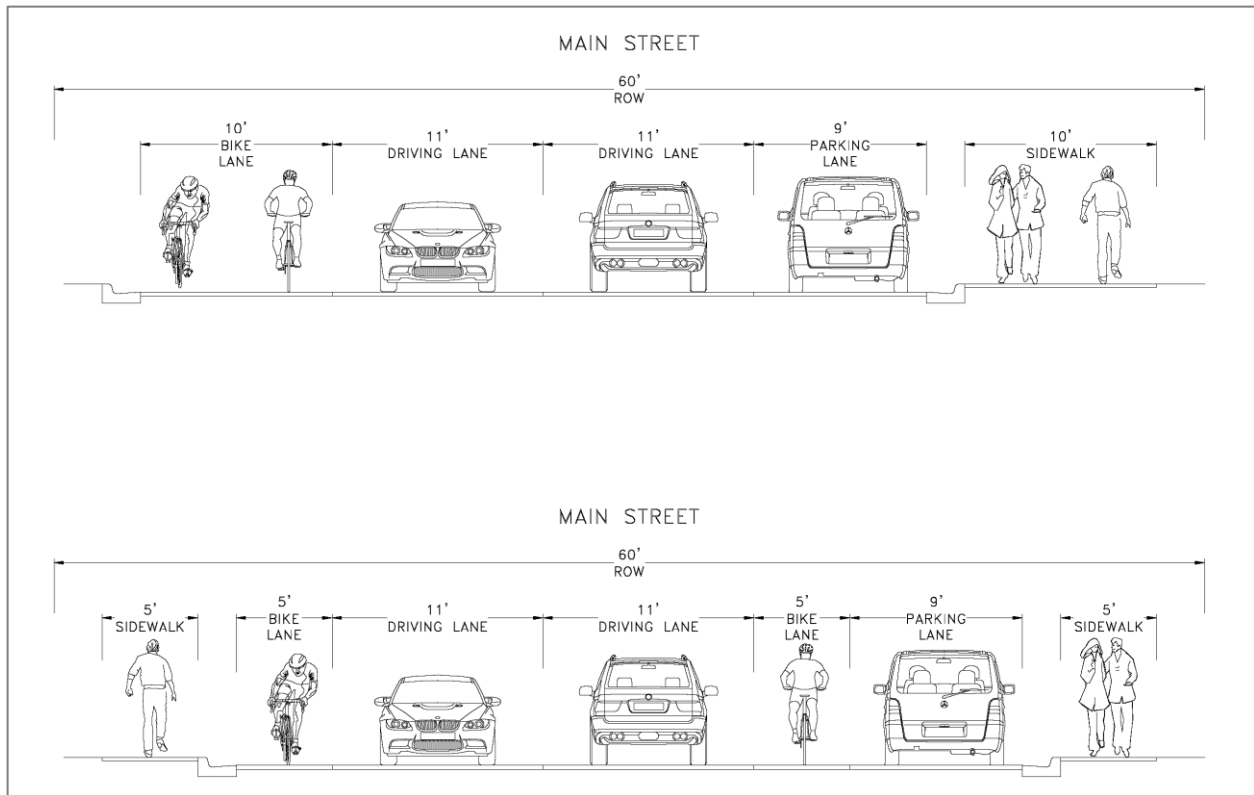 MAIN STREET
60'
ROW
10'
BIKE
LANE
11'
DRIVING LANE
11'
DRIVING LANE
9'
PARKING
LANE
10'
SIDEWALK
MAIN STREET
60'
ROW
5'
SIDEWALK
5'
BIKE
LANE
11'
DRIVING LANE
11'
DRIVING LANE
5'
BIKE
LANE
9'
PARKING
LANE
5'
SIDEWALK